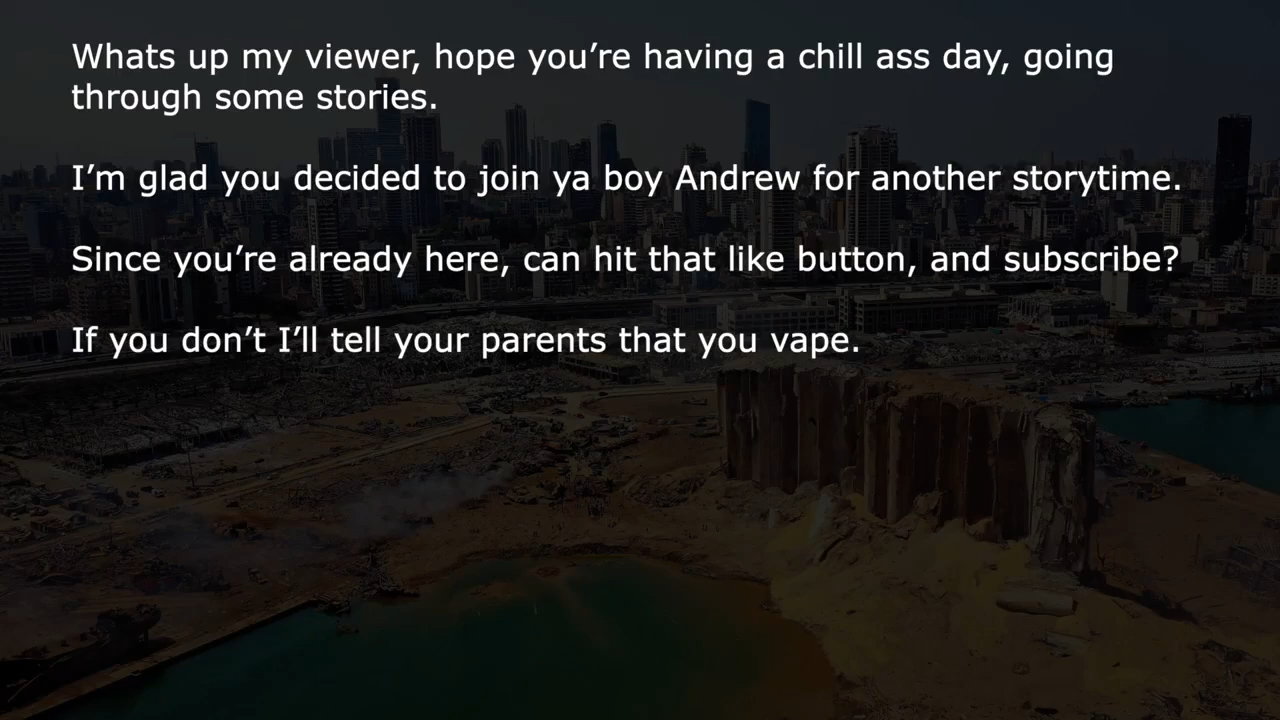 Whats up my viewer, hope you’re having a chill ass day, going
through some stories.
I’m glad you decided to join ya boy Andrew for another storytime.
Since you’re already here, can hit that like button, and subscribe?
If you don’t I’ll tell your parents that you vape.